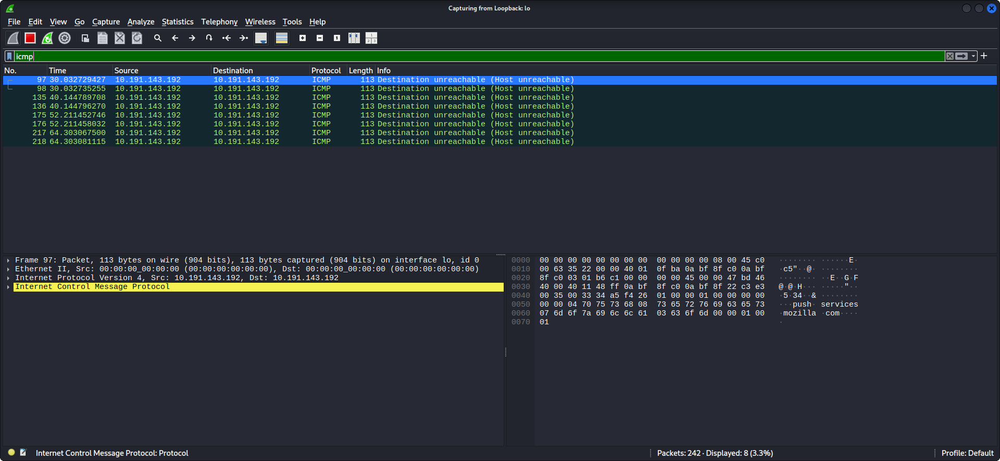 Capturing from Loopback: lo
File Edit View Go Capture Analyze Statistics Telephony Wireless Tools Help
icmp
No. Time Source Destination Protocol Length Info
97 30.032729427 10.191.143.192 10.191.143.192 ICMP 113 Destination unreachable (Host unreachable)
98 30.032735255 10.191.143.192 10.191.143.192 ICMP 113 Destination unreachable (Host unreachable)
135 40.144789708 10.191.143.192 10.191.143.192 ICMP 113 Destination unreachable (Host unreachable)
136 40.144796270 10.191.143.192 10.191.143.192 ICMP 113 Destination unreachable (Host unreachable)
175 52.211452746 10.191.143.192 10.191.143.192 ICMP 113 Destination unreachable (Host unreachable)
176 52.211458032 10.191.143.192 10.191.143.192 ICMP 113 Destination unreachable (Host unreachable)
217 64.303067500 10.191.143.192 10.191.143.192 ICMP 113 Destination unreachable (Host unreachable)
218 64.303081115 10.191.143.192 10.191.143.192 ICMP 113 Destination unreachable (Host unreachable)
Frame 97: Packet, 113 bytes on wire (904 bits), 113 bytes captured (904 bits) on interface lo, id 0
Ethernet II, Src: 00:00:00_00:00:00 (00:00:00:00:00:00), Dst: 00:00:00_00:00:00 (00:00:00:00:00:00)
Internet Protocol Version 4, Src: 10.191.143.192, Dst: 10.191.143.192
Internet Control Message Protocol
0000 00 00 00 00 00 00 00 00 00 00 00 00 08 00 45 c0 ········ ······E·
0010 00 63 35 22 00 00 40 01 0f ba 0a bf 8f c0 0a bf ·c5"··@· ········
0020 8f c0 03 01 b6 c1 00 00 00 00 45 00 00 47 bd 46 ········ ··E··G·F
0030 40 00 40 11 48 ff 0a bf 8f c0 0a bf 8f 22 c3 e3 @·@·H··· ·····"··
0040 00 35 00 33 34 a5 f4 26 01 00 00 01 00 00 00 00 ·5·34··& ········
0050 00 00 04 70 75 73 68 08 73 65 72 76 69 63 65 73 ···push· services
0060 07 6d 6f 7a 69 6c 6c 61 03 63 6f 6d 00 00 01 00 ·mozilla ·com····
0070 01 ·
Internet Control Message Protocol: Protocol
Packets: 242 · Displayed: 8 (3.3%)
Profile: Default